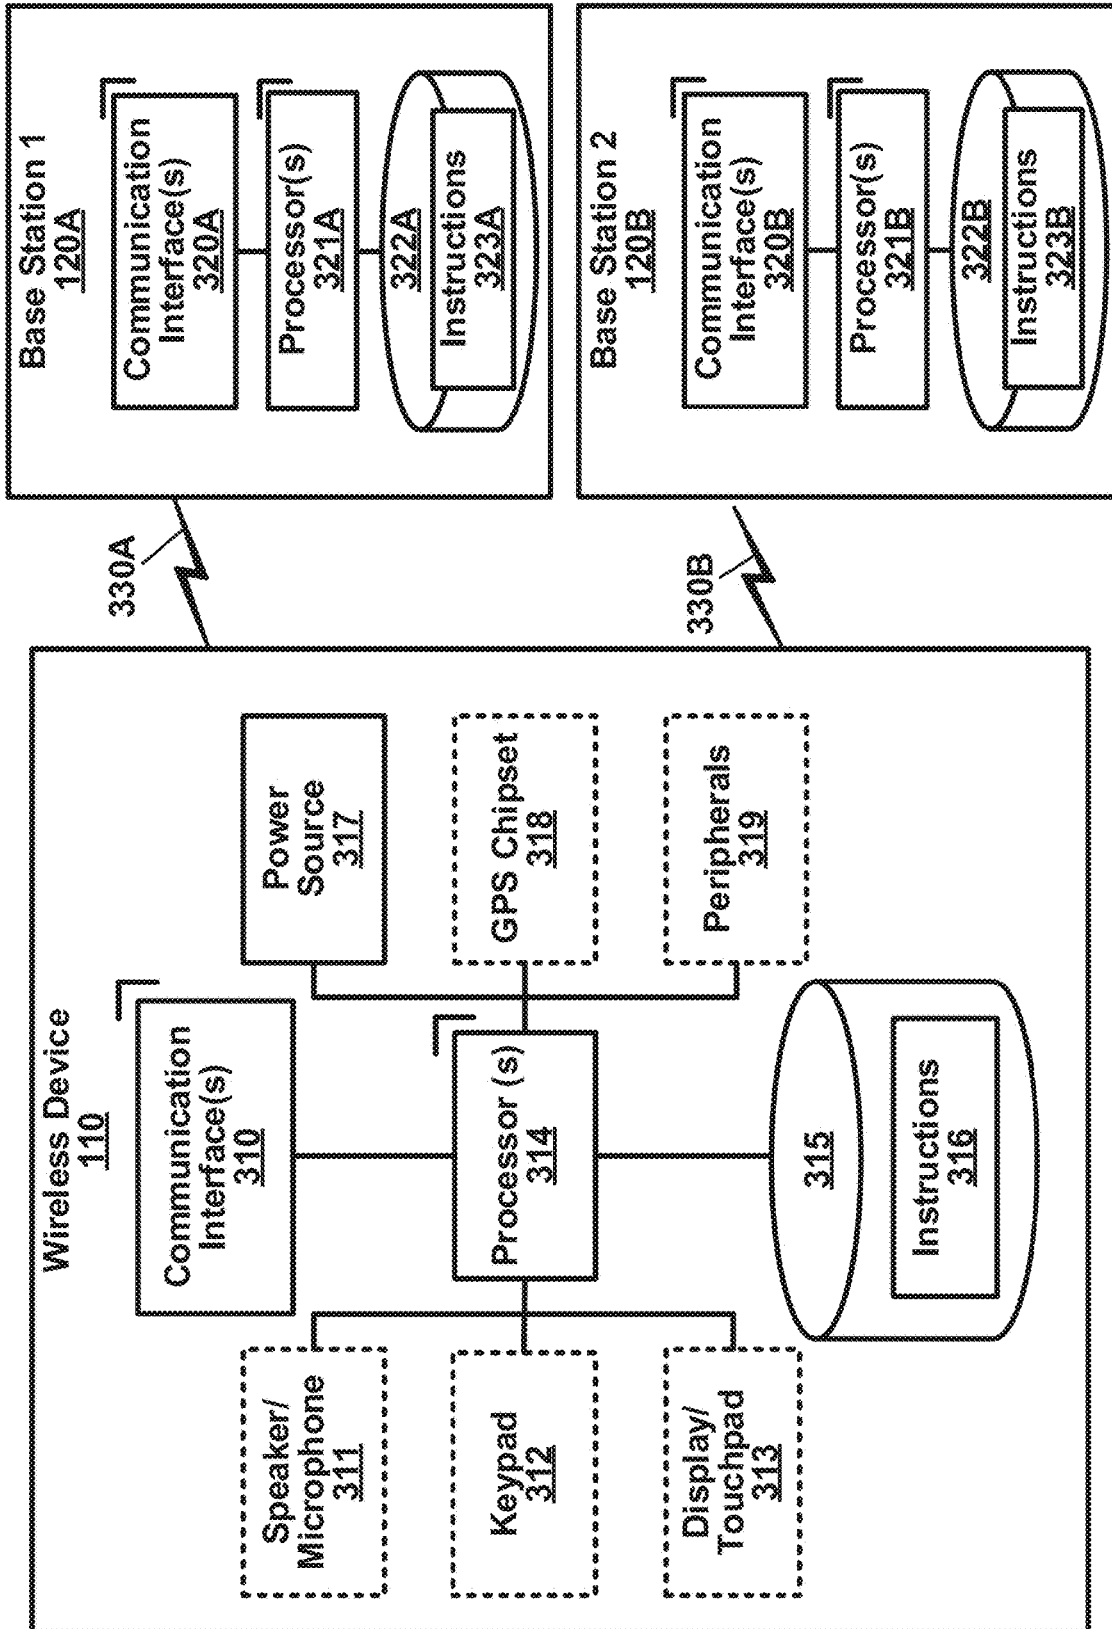 Wireless Device
110
Communication
Interface(s)
310
Speaker/
Microphone
311
Keypad
312
Display/
Touchpad
313
Processor (s)
314
Power
Source
317
GPS Chipset
318
Peripherals
319
315
Instructions
316
330A
330B
Base Station 1
120A
Communication
Interface(s)
320A
Processor(s)
321A
322A
Instructions
323A
Base Station 2
120B
Communication
Interface(s)
320B
Processor(s)
321B
322B
Instructions
323B